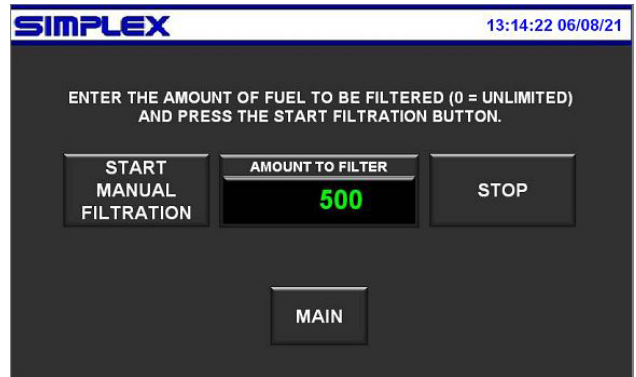 SIMPLEX
13:14:22 06/08/21
ENTER THE AMOUNT OF FUEL TO BE FILTERED (0 = UNLIMITED)
AND PRESS THE START FILTRATION BUTTON.
START
MANUAL
FILTRATION
AMOUNT TO FILTER
500
STOP
MAIN